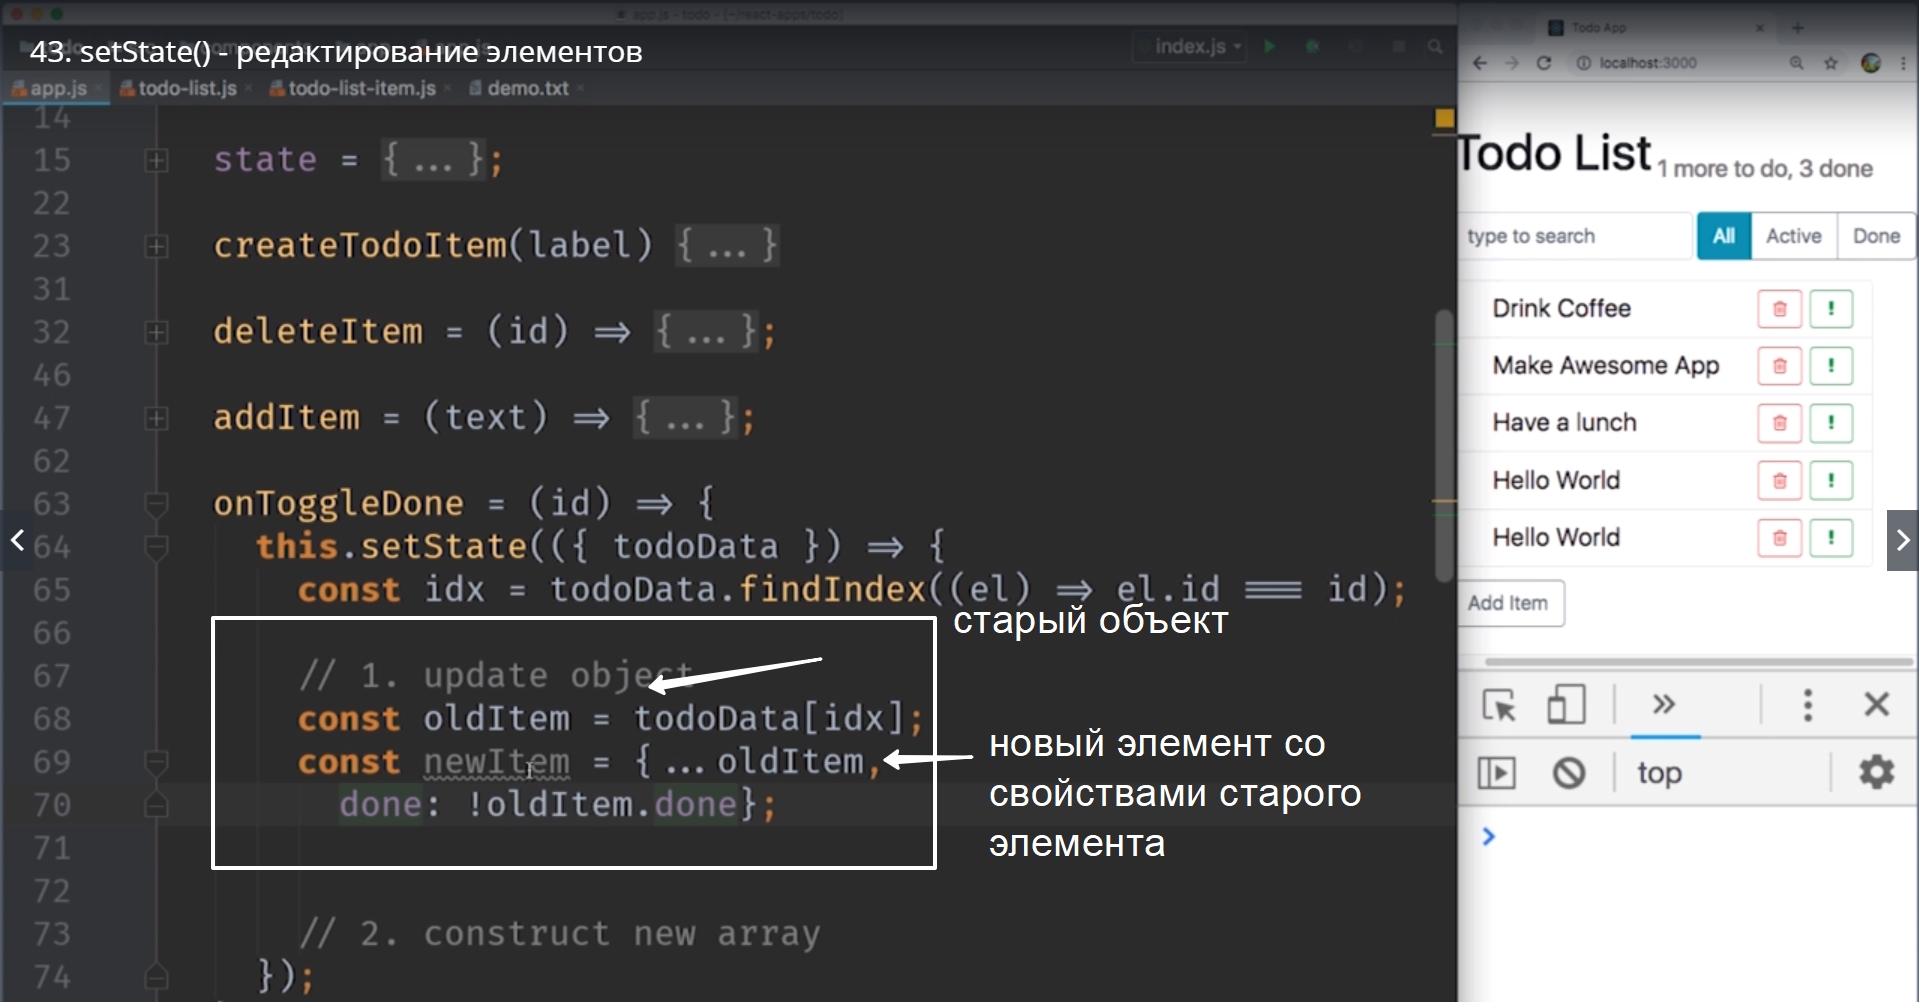 43. setState() - редактирование элементов
index.js
app.js
todo-list.js
todo-list-item.js
demo.txt
14
15 state = {...};
22
23 createTodoItem(label) {...}
31
32 deleteItem = (id) => {...};
46
47 addItem = (text) => {...};
62
63 onToggleDone = (id) => {
64 this.setState(({ todoData }) => {
65 const idx = todoData.findIndex((el) => el.id === id);
66
старый объект
67 // 1. update object
68 const oldItem = todoData[idx];
69 const newItem = { ...oldItem,
70 done: !oldItem.done};
новый элемент со
свойствами старого
элемента
71
72
73 // 2. construct new array
74 });
Todo App
localhost:3000
Todo List 1 more to do, 3 done
type to search
All
Active
Done
Drink Coffee
Make Awesome App
Have a lunch
Hello World
Hello World
Add Item
top